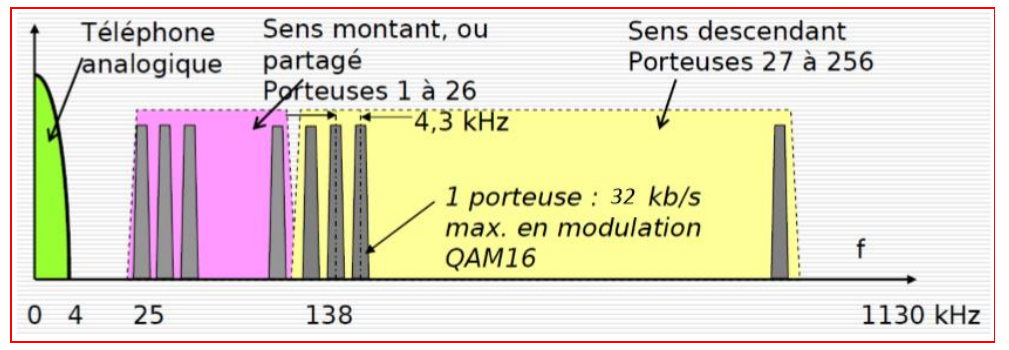 Téléphone
analogique
Sens montant, ou
partagé
Porteuses 1 à 26
Sens descendant
Porteuses 27 à 256
4,3 kHz
1 porteuse : 32 kb/s
max. en modulation
QAM16
f
0 4 25 138 1130 kHz